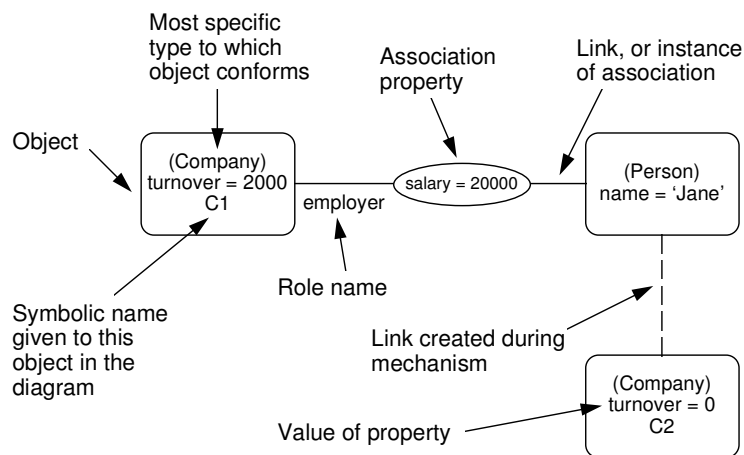 Most specific
type to which
object conforms
Association
property
Link, or instance
of association
Object
(Company)
turnover = 2000
C1
employer
salary = 20000
(Person)
name = ‘Jane’
Role name
Symbolic name
given to this
object in the
diagram
Link created during
mechanism
(Company)
turnover = 0
C2
Value of property